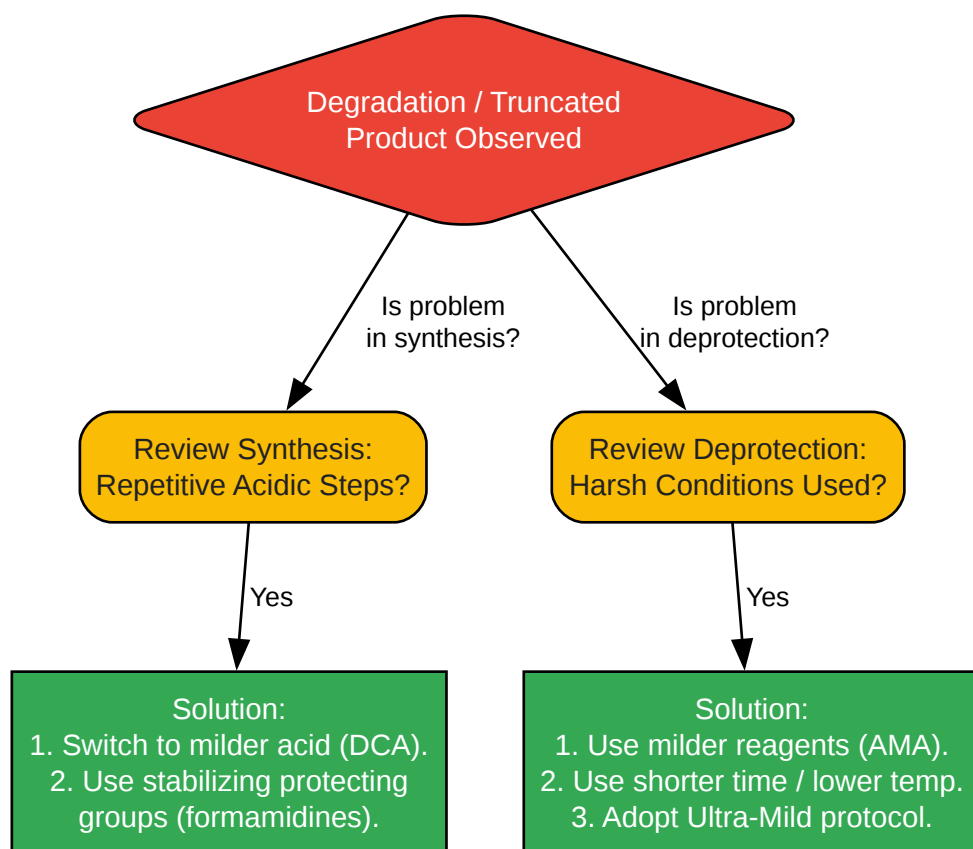 Degradation / Truncated
Product Observed
Is problem
in synthesis?
Is problem
in deprotection?
Review Synthesis:
Repetitive Acidic Steps?
Review Deprotection:
Harsh Conditions Used?
Yes
Yes
Solution:
1. Switch to milder acid (DCA).
2. Use stabilizing protecting
groups (formamidines).
Solution:
1. Use milder reagents (AMA).
2. Use shorter time / lower temp.
3. Adopt Ultra-Mild protocol.